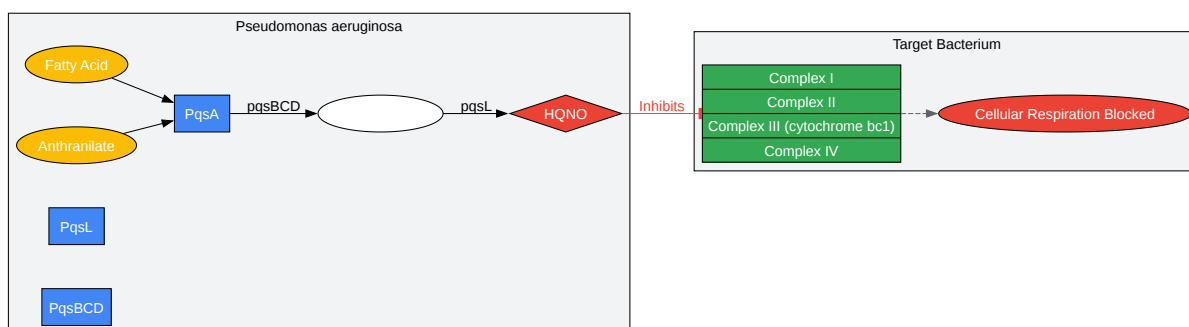 Pseudomonas aeruginosa
Fatty Acid
Anthranilate
PqsA
pqsBCD
pqsL
HQNO
PqsL
PqsBCD
Inhibits
Target Bacterium
Complex I
Complex II
Complex III (cytochrome bc1)
Complex IV
Cellular Respiration Blocked